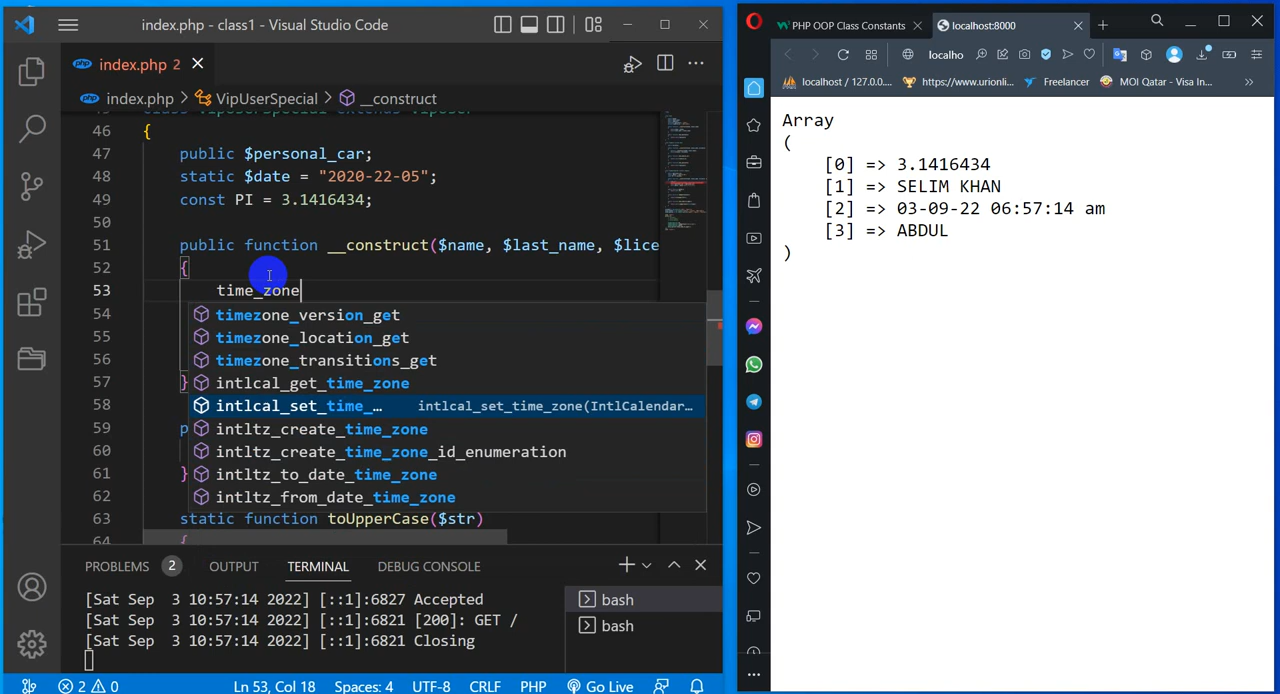 index.php - class1 - Visual Studio Code
index.php 2
index.php > VipUserSpecial > __construct
46 {
47 public $personal_car;
48 static $date = "2020-22-05";
49 const PI = 3.1416434;
50
51 public function __construct($name, $last_name, $lice
52 {
53 time_zone
54 timezone_version_get
55 timezone_location_get
56 timezone_transitions_get
57 } intlcal_get_time_zone
58 intlcal_set_time_… intlcal_set_time_zone(IntlCalendar…
59 p intltz_create_time_zone
60 intltz_create_time_zone_id_enumeration
61 } intltz_to_date_time_zone
62 intltz_from_date_time_zone
63 static function toUpperCase($str)
64 {
PROBLEMS 2 OUTPUT TERMINAL DEBUG CONSOLE
[Sat Sep 3 10:57:14 2022] [::1]:6827 Accepted
[Sat Sep 3 10:57:14 2022] [::1]:6821 [200]: GET /
[Sat Sep 3 10:57:14 2022] [::1]:6821 Closing
bash
bash
2 0 Ln 53, Col 18 Spaces: 4 UTF-8 CRLF PHP Go Live
PHP OOP Class Constants
localhost:8000
localho
localhost / 127.0.0.... https://www.urionli... Freelancer MOI Qatar - Visa In...
Array
(
[0] => 3.1416434
[1] => SELIM KHAN
[2] => 03-09-22 06:57:14 am
[3] => ABDUL
)